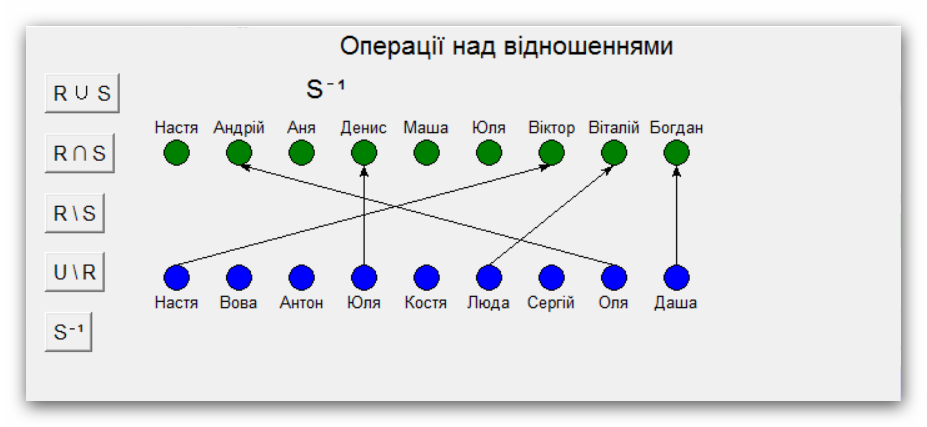 Операції над відношеннями
R ∪ S
S⁻¹
Настя Андрій Аня Денис Маша Юля Віктор Віталій Богдан
R ∩ S
R \ S
U \ R
Настя Вова Антон Юля Костя Люда Сергій Оля Даша
S⁻¹